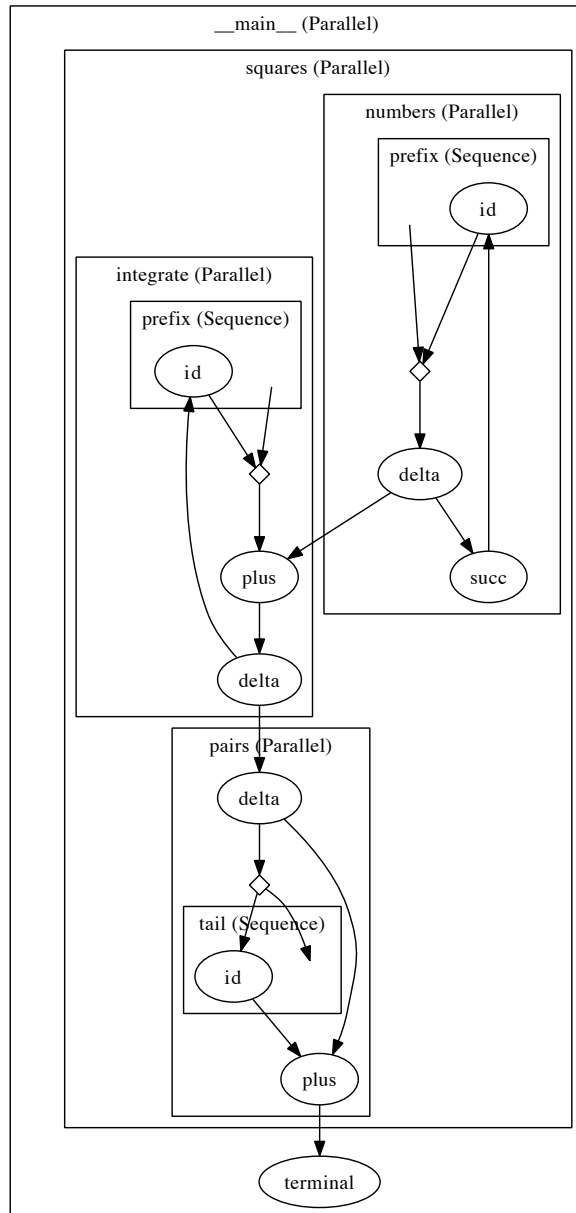 __main__ (Parallel)
squares (Parallel)
numbers (Parallel)
prefix (Sequence)
id
integrate (Parallel)
prefix (Sequence)
id
delta
plus
succ
delta
pairs (Parallel)
delta
tail (Sequence)
id
plus
terminal